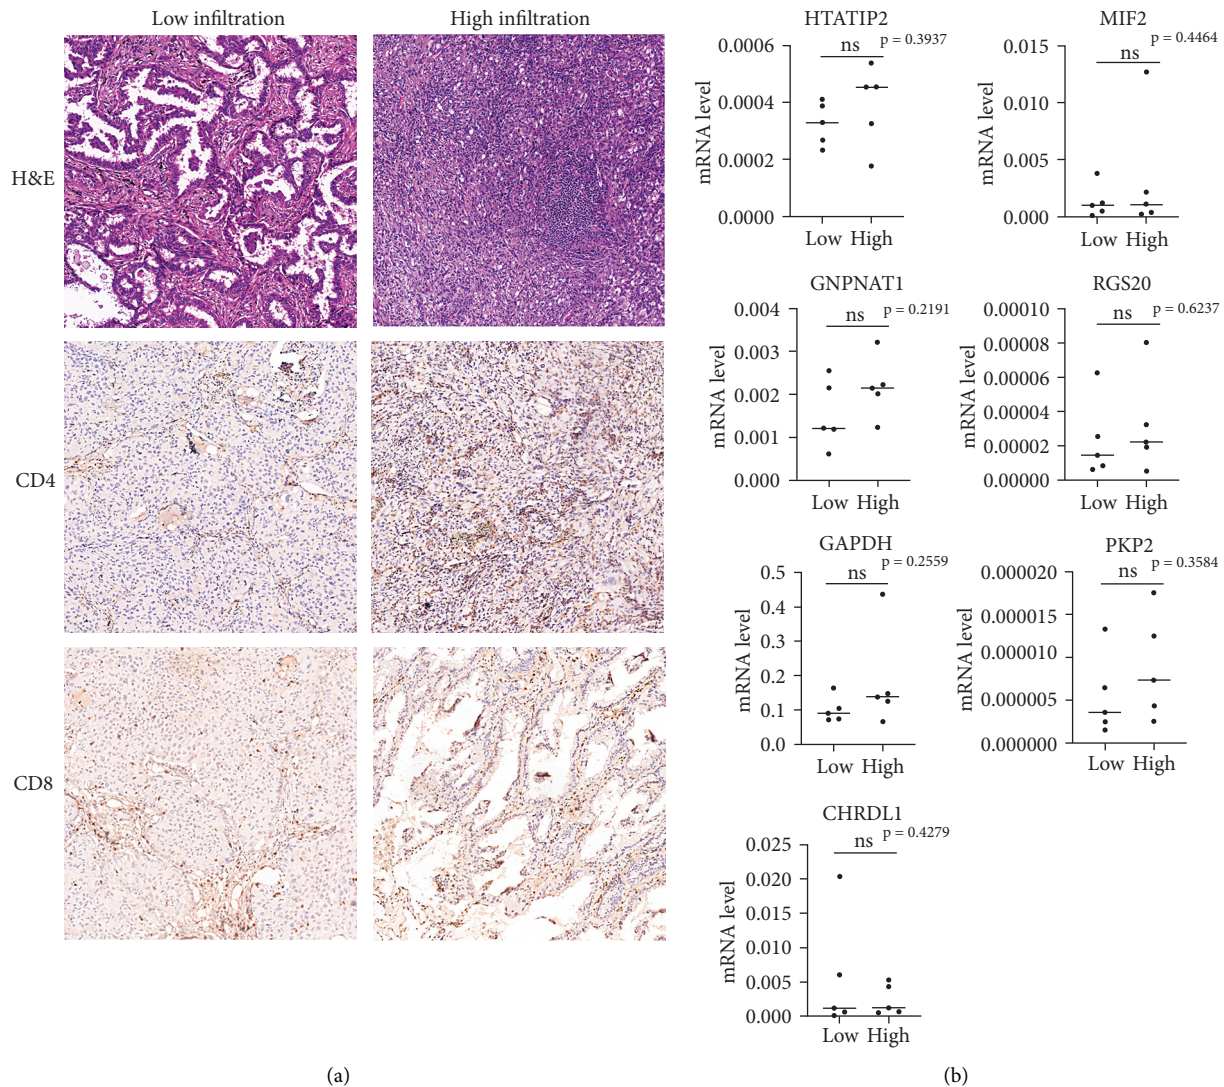 Low infiltration
High infiltration
H&E
CD4
CD8
(a)
HTATIP2
ns
p = 0.3937
mRNA level
0.0006
0.0004
0.0002
0.0000
Low High
MIF2
ns
p = 0.4464
mRNA level
0.015
0.010
0.005
0.000
Low High
GNPNAT1
ns
p = 0.2191
mRNA level
0.004
0.003
0.002
0.001
0.000
Low High
RGS20
ns
p = 0.6237
mRNA level
0.00010
0.00008
0.00006
0.00004
0.00002
0.00000
Low High
GAPDH
ns
p = 0.2559
mRNA level
0.5
0.4
0.3
0.2
0.1
0.0
Low High
PKP2
ns
p = 0.3584
mRNA level
0.000020
0.000015
0.000010
0.000005
0.000000
Low High
CHRDL1
ns
p = 0.4279
mRNA level
0.025
0.020
0.015
0.010
0.005
0.000
Low High
(b)